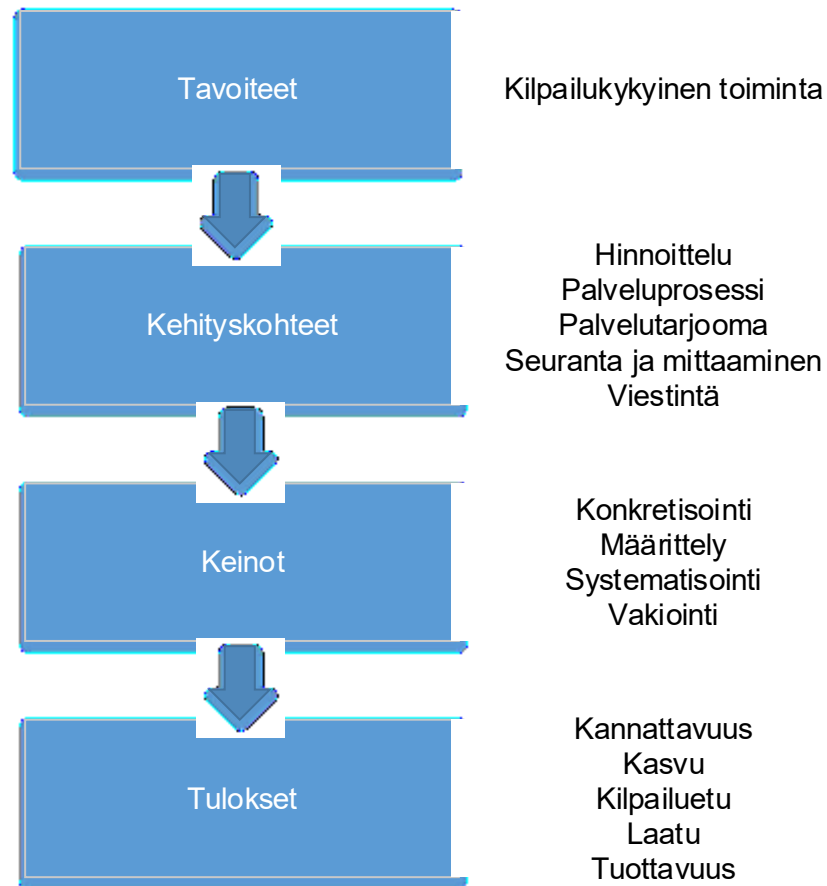 Tavoiteet
Kilpailukykyinen toiminta
Kehityskohteet
Hinnoittelu
Palveluprosessi
Palvelutarjooma
Seuranta ja mittaaminen
Viestintä
Keinot
Konkretisointi
Määrittely
Systematisointi
Vakiointi
Tulokset
Kannattavuus
Kasvu
Kilpailuetu
Laatu
Tuottavuus